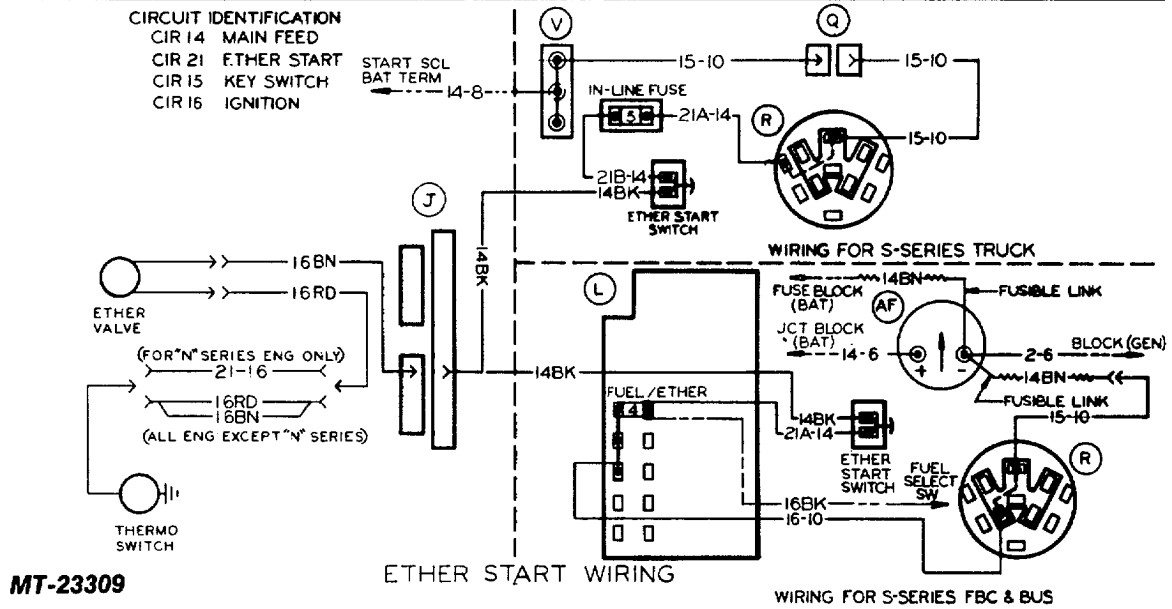 CIRCUIT IDENTIFICATION
CIR 14 MAIN FEED
CIR 21 ETHER START
CIR 15 KEY SWITCH
CIR 16 IGNITION
START SOL
BAT TERM
14-8
V
15-10
Q
15-10
IN-LINE FUSE
5
21A-14
R
15-10
21B-14
14BK
ETHER START
SWITCH
WIRING FOR S-SERIES TRUCK
J
14BK
16BN
16RD
ETHER
VALVE
(FOR "N" SERIES ENG ONLY)
21-16
16RD
16BN
(ALL ENG EXCEPT "N" SERIES)
THERMO
SWITCH
L
14BK
FUEL/ETHER
4
14BN
FUSE BLOCK
(BAT)
FUSIBLE LINK
AF
JCT BLOCK
(BAT)
14-6
+
-
2-6
BLOCK (GEN)
14BN
FUSIBLE LINK
15-10
14BK
21A-14
ETHER
START
SWITCH
FUEL
SELECT
SW
R
16BK
16-10
ETHER START WIRING
MT-23309
WIRING FOR S-SERIES FBC & BUS